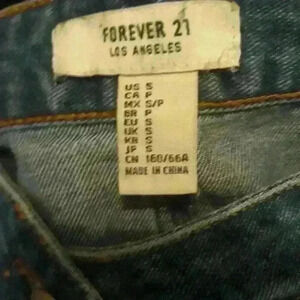 FOREVER 21
LOS ANGELES
US S
CA P
MX S/P
BR P
EU S
UK S
KR S
JP S
CN 160/66A
MADE IN CHINA